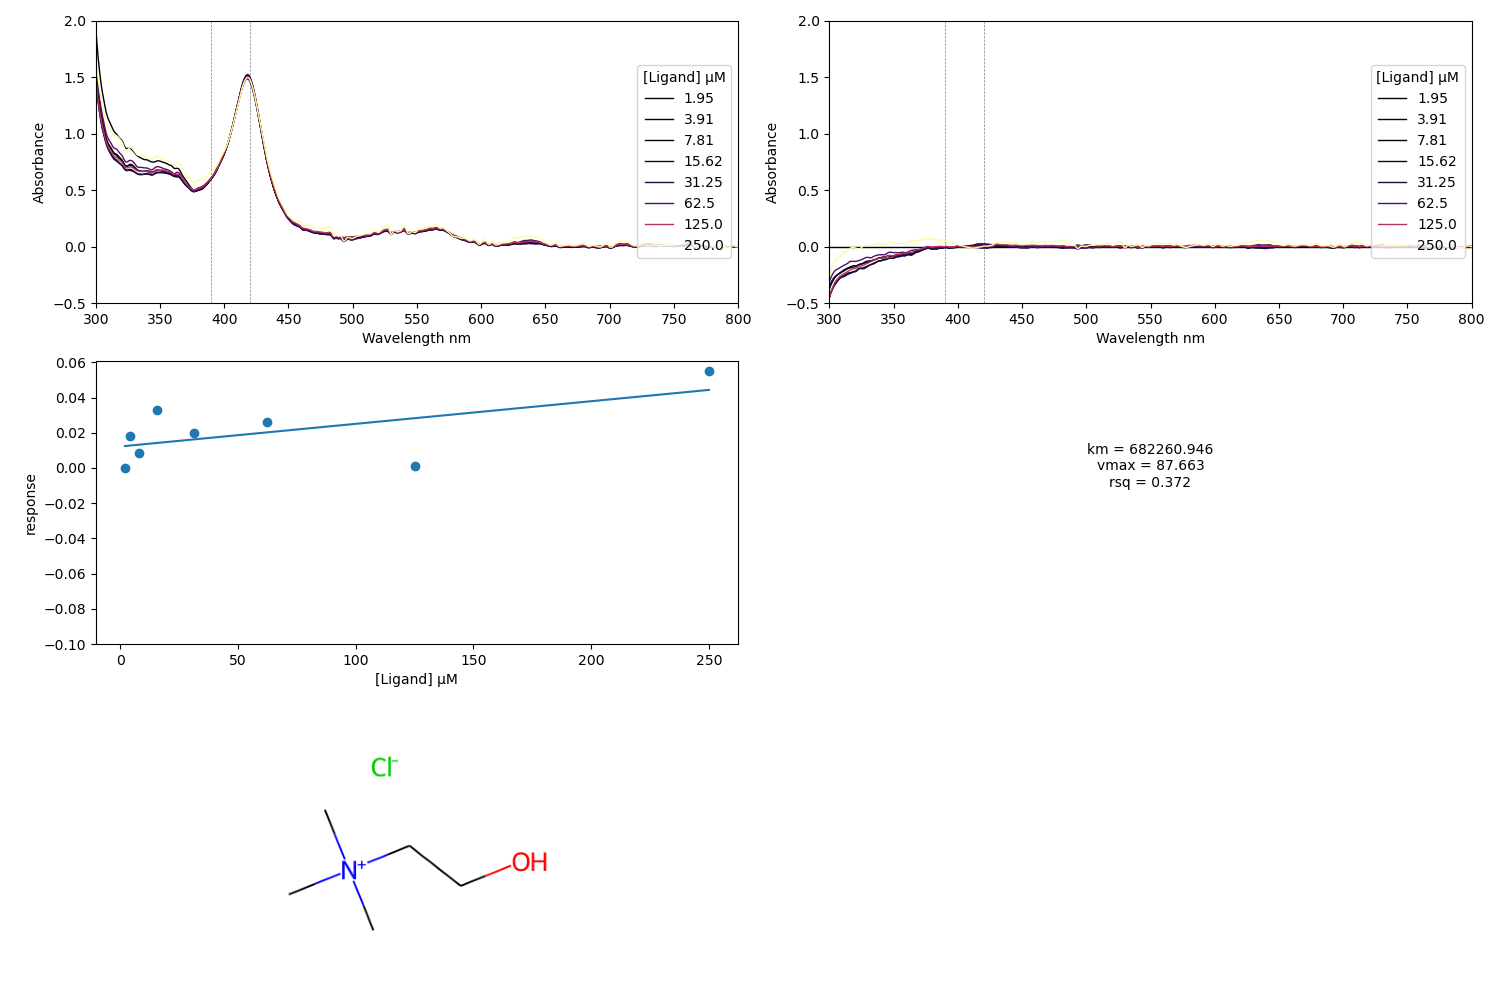 2.0
1.5
1.0
0.5
0.0
−0.5
Absorbance
300 350 400 450 500 550 600 650 700 750 800
Wavelength nm
[Ligand] µM
1.95
3.91
7.81
15.62
31.25
62.5
125.0
250.0
2.0
1.5
1.0
0.5
0.0
−0.5
Absorbance
300 350 400 450 500 550 600 650 700 750 800
Wavelength nm
[Ligand] µM
1.95
3.91
7.81
15.62
31.25
62.5
125.0
250.0
0.06
0.04
0.02
0.00
−0.02
−0.04
−0.06
−0.08
−0.10
response
0 50 100 150 200 250
[Ligand] µM
km = 682260.946
vmax = 87.663
rsq = 0.372
Cl⁻
N⁺
OH